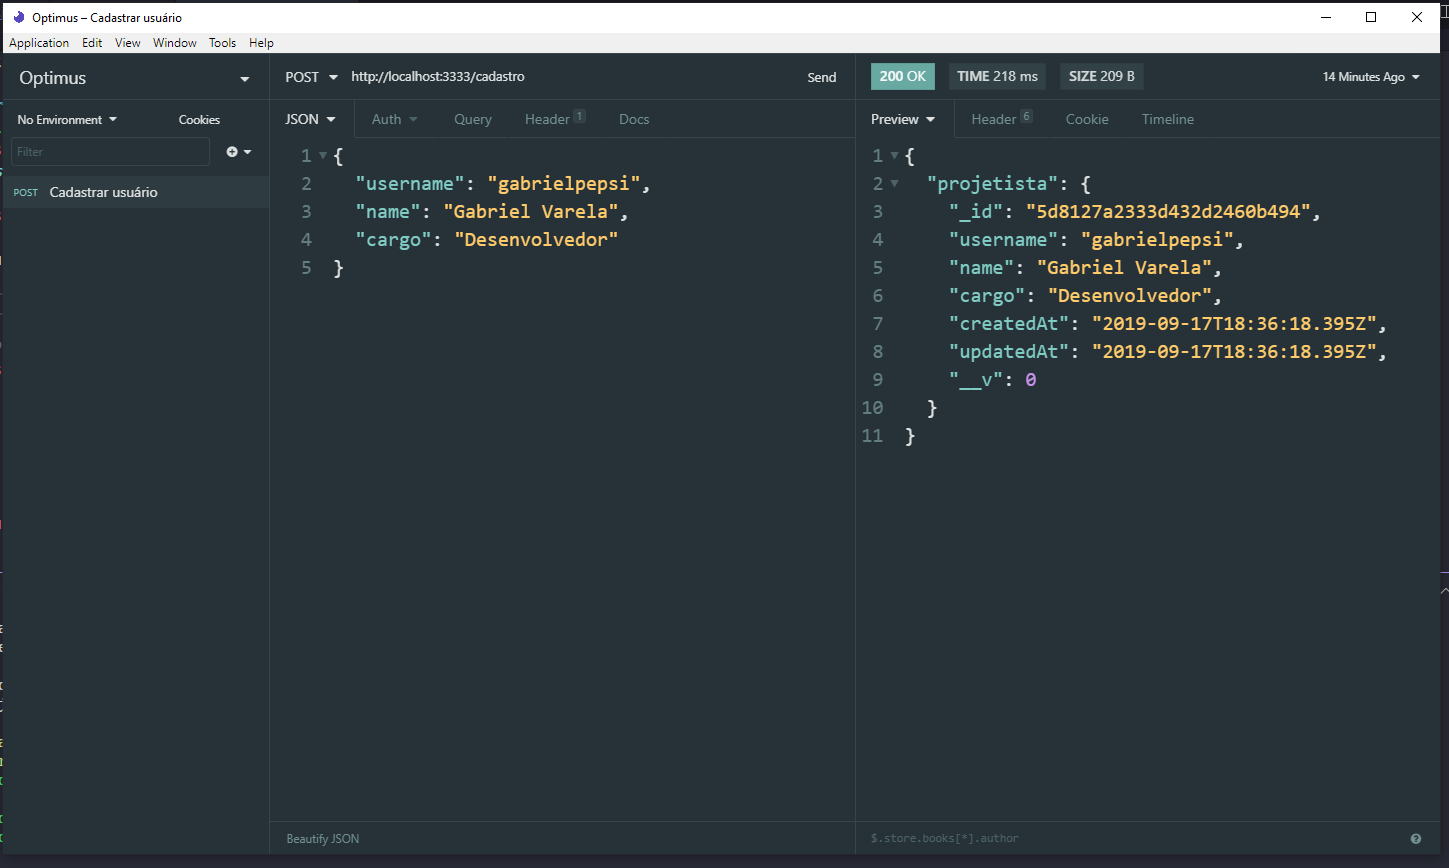 Optimus – Cadastrar usuário
Application Edit View Window Tools Help
Optimus
No Environment Cookies
Filter
POST Cadastrar usuário
POST http://localhost:3333/cadastro Send
JSON Auth Query Header 1 Docs
1 {
2 "username": "gabrielpepsi",
3 "name": "Gabriel Varela",
4 "cargo": "Desenvolvedor"
5 }
Beautify JSON
200 OK TIME 218 ms SIZE 209 B 14 Minutes Ago
Preview Header 6 Cookie Timeline
1 {
2 "projetista": {
3 "_id": "5d8127a2333d432d2460b494",
4 "username": "gabrielpepsi",
5 "name": "Gabriel Varela",
6 "cargo": "Desenvolvedor",
7 "createdAt": "2019-09-17T18:36:18.395Z",
8 "updatedAt": "2019-09-17T18:36:18.395Z",
9 "__v": 0
10 }
11 }
$.store.books[*].author